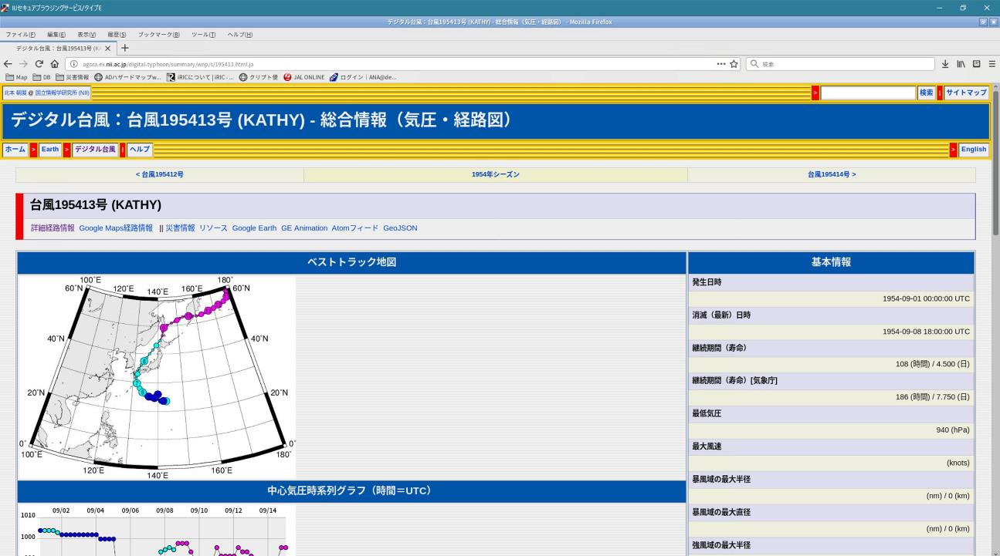 IIJセキュアブラウジングサービス/タイプE
デジタル台風：台風195413号 (KATHY) - 総合情報（気圧・経路図） - Mozilla Firefox
ファイル(F) 編集(E) 表示(V) 履歴(S) ブックマーク(B) ツール(T) ヘルプ(H)
デジタル台風：台風195413号 (KA
agora.ex.nii.ac.jp/digital-typhoon/summary/wnp/s/195413.html.ja 検索
Map DB 災害情報 ADハザードマップw... iRICについて | iRIC - ... クリプト便 JAL ONLINE ログイン｜ANA@de...
北本 朝展 @ 国立情報学研究所 (NII) > 検索 | サイトマップ
デジタル台風：台風195413号 (KATHY) - 総合情報（気圧・経路図）
ホーム > Earth > デジタル台風 | ヘルプ > English
< 台風195412号 1954年シーズン 台風195414号 >
台風195413号 (KATHY)
詳細経路情報 Google Maps経路情報 || 災害情報 リソース Google Earth GE Animation Atomフィード GeoJSON
ベストトラック地図
100°E 180°
60°N 120°E 140°E 160°E 60°N
40°N 40°N
20°N 20°N
0° 0°
100°E 180°
120°E 160°E
140°E
中心気圧時系列グラフ（時間＝UTC）
09/02 09/04 09/06 09/08 09/10 09/12 09/14
1010
1000
基本情報
発生日時
1954-09-01 00:00:00 UTC
消滅（最新）日時
1954-09-08 18:00:00 UTC
継続期間（寿命）
108 (時間) / 4.500 (日)
継続期間（寿命）[気象庁]
186 (時間) / 7.750 (日)
最低気圧
940 (hPa)
最大風速
(knots)
暴風域の最大半径
(nm) / 0 (km)
暴風域の最大直径
(nm) / 0 (km)
強風域の最大半径